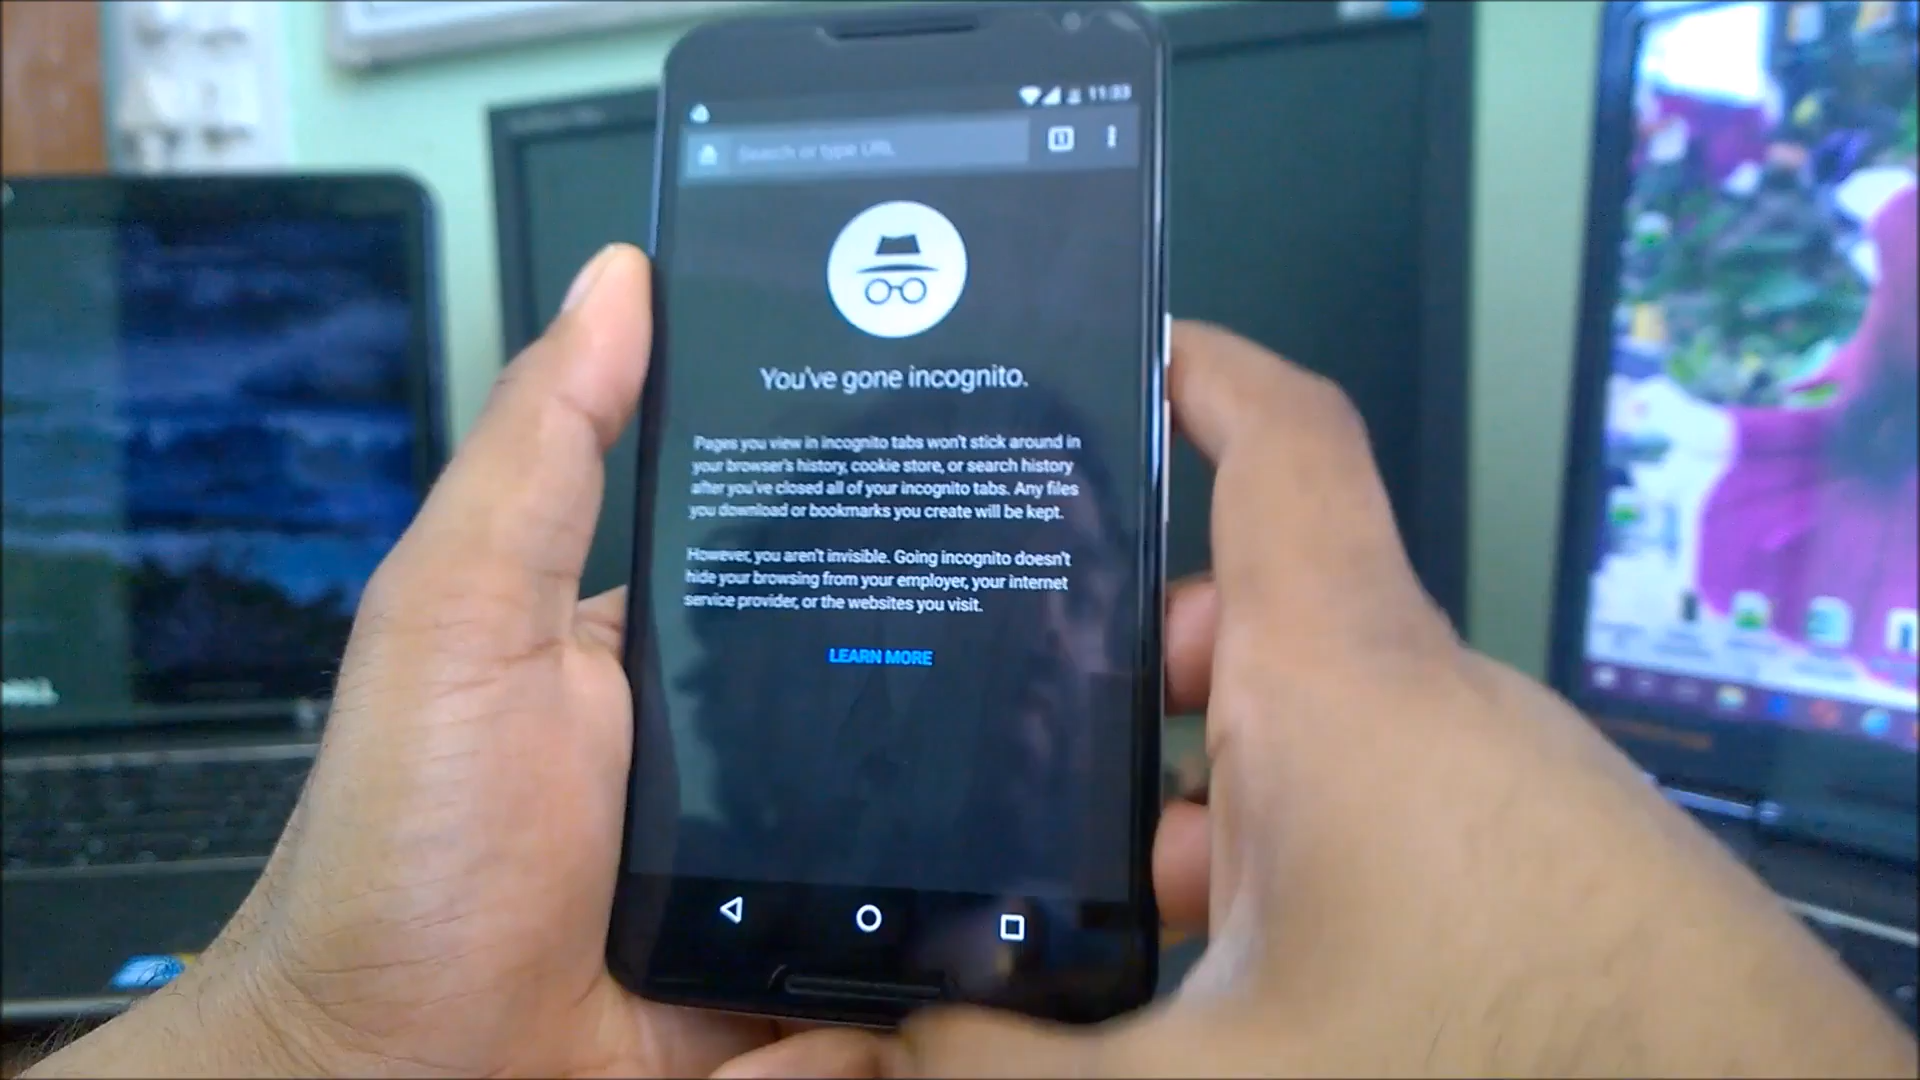 11:33
Search or type URL
You've gone incognito.
Pages you view in incognito tabs won't stick around in
your browser's history, cookie store, or search history
after you've closed all of your incognito tabs. Any files
you download or bookmarks you create will be kept.
However, you aren't invisible. Going incognito doesn't
hide your browsing from your employer, your internet
service provider, or the websites you visit.
LEARN MORE